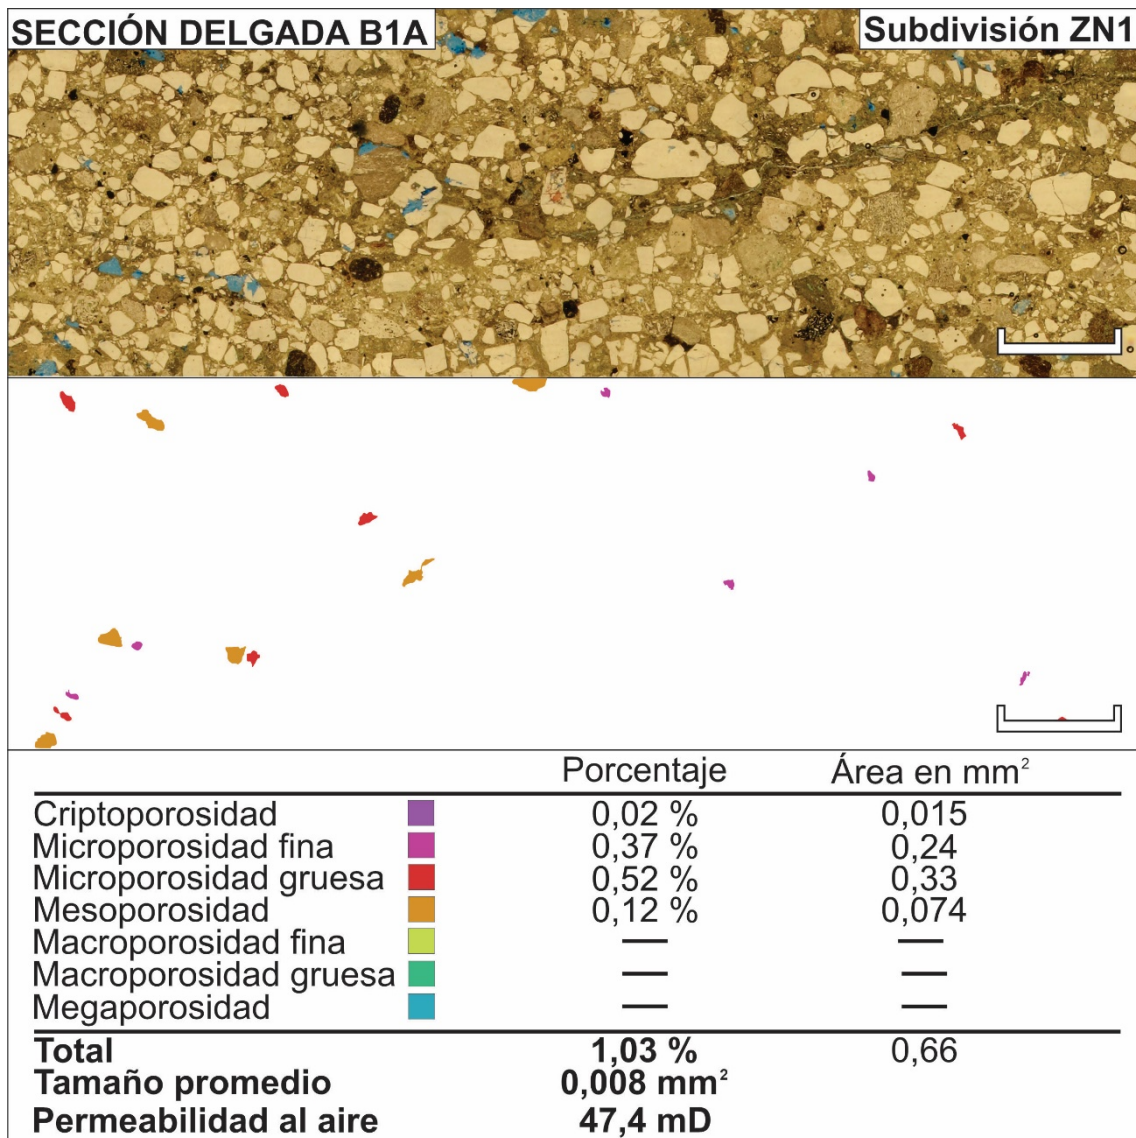 SECCIÓN DELGADA B1A Subdivisión ZN1
Porcentaje Área en mm²
Criptoporosidad 0,02 % 0,015
Microporosidad fina 0,37 % 0,24
Microporosidad gruesa 0,52 % 0,33
Mesoporosidad 0,12 % 0,074
Macroporosidad fina — —
Macroporosidad gruesa — —
Megaporosidad — —
Total 1,03 % 0,66
Tamaño promedio 0,008 mm²
Permeabilidad al aire 47,4 mD